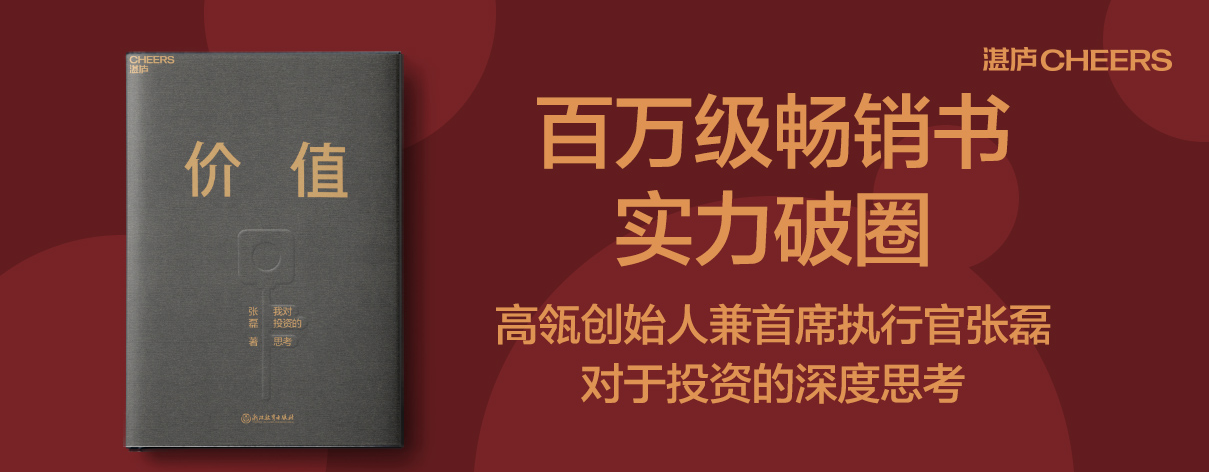 CHEERS
湛庐
价 值
张磊 著
我对
投资的
思考
浙江教育出版社
湛庐CHEERS
百万级畅销书
实力破圈
高瓴创始人兼首席执行官张磊
对于投资的深度思考